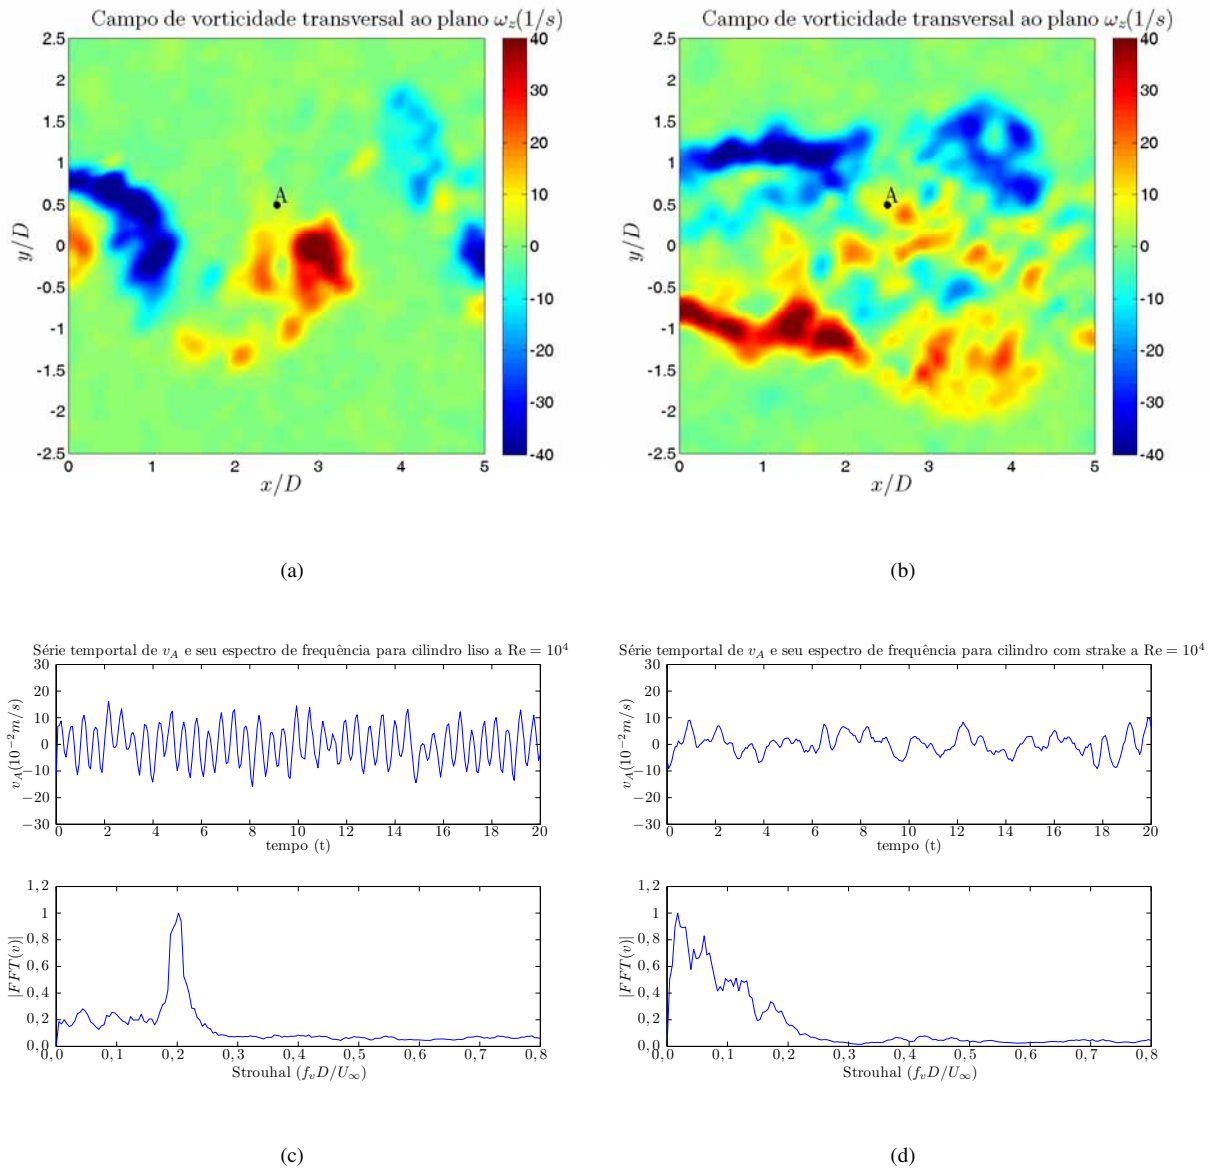 Campo de vorticidade transversal ao plano ω_z(1/s)
2.5
2
1.5
1
0.5
0
-0.5
-1
-1.5
-2
-2.5
y/D
A
0 1 2 3 4 5
x/D
40
30
20
10
0
-10
-20
-30
-40
(a)
Campo de vorticidade transversal ao plano ω_z(1/s)
2.5
2
1.5
1
0.5
0
-0.5
-1
-1.5
-2
-2.5
y/D
A
0 1 2 3 4 5
x/D
40
30
20
10
0
-10
-20
-30
-40
(b)
Série temporal de v_A e seu espectro de frequência para cilindro liso a Re = 10⁴
30
20
10
0
−10
−20
−30
v_A(10⁻²m/s)
0 2 4 6 8 10 12 14 16 18 20
tempo (t)
1,2
1
0,8
0,6
0,4
0,2
0,0
|FFT(v)|
0,0 0,1 0,2 0,3 0,4 0,5 0,6 0,7 0,8
Strouhal (f_vD/U_∞)
(c)
Série temporal de v_A e seu espectro de frequência para cilindro com strake a Re = 10⁴
30
20
10
0
−10
−20
−30
v_A(10⁻²m/s)
0 2 4 6 8 10 12 14 16 18 20
tempo (t)
1,2
1
0,8
0,6
0,4
0,2
0,0
|FFT(v)|
0,0 0,1 0,2 0,3 0,4 0,5 0,6 0,7 0,8
Strouhal (f_vD/U_∞)
(d)